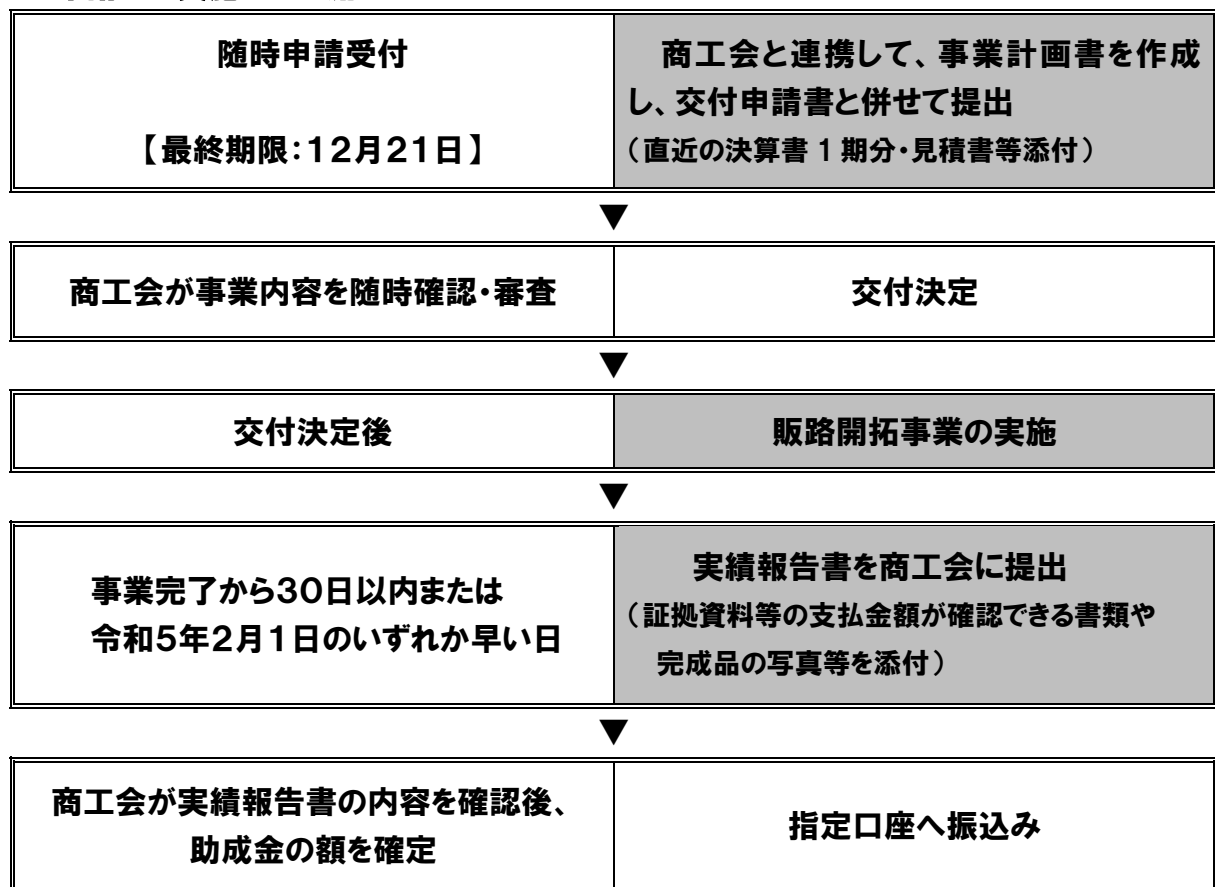 随時申請受付
【最終期限：12月21日】
商工会と連携して、事業計画書を作成
し、交付申請書と併せて提出
（直近の決算書1期分・見積書等添付）
▼
商工会が事業内容を随時確認・審査
交付決定
▼
交付決定後
販路開拓事業の実施
▼
事業完了から30日以内または
令和5年2月1日のいずれか早い日
実績報告書を商工会に提出
（証拠資料等の支払金額が確認できる書類や
完成品の写真等を添付）
▼
商工会が実績報告書の内容を確認後、
助成金の額を確定
指定口座へ振込み